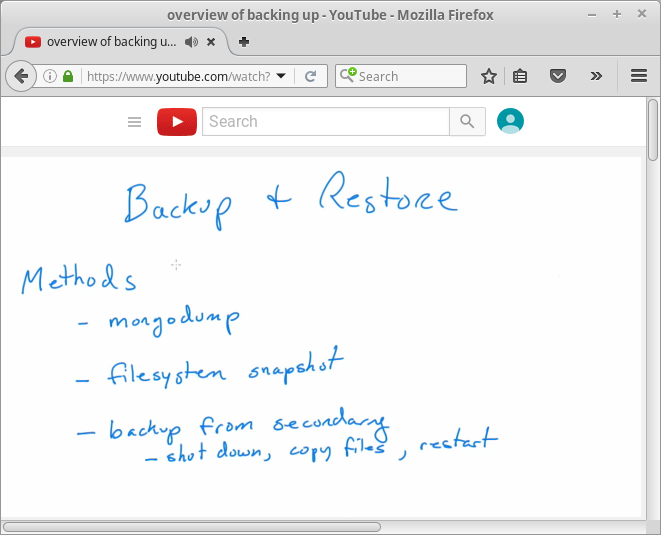 overview of backing up - YouTube - Mozilla Firefox
overview of backing u...
https://www.youtube.com/watch?
Search
Search
Backup + Restore
Methods
- mongodump
- filesystem snapshot
- backup from secondary
- shut down, copy files, restart